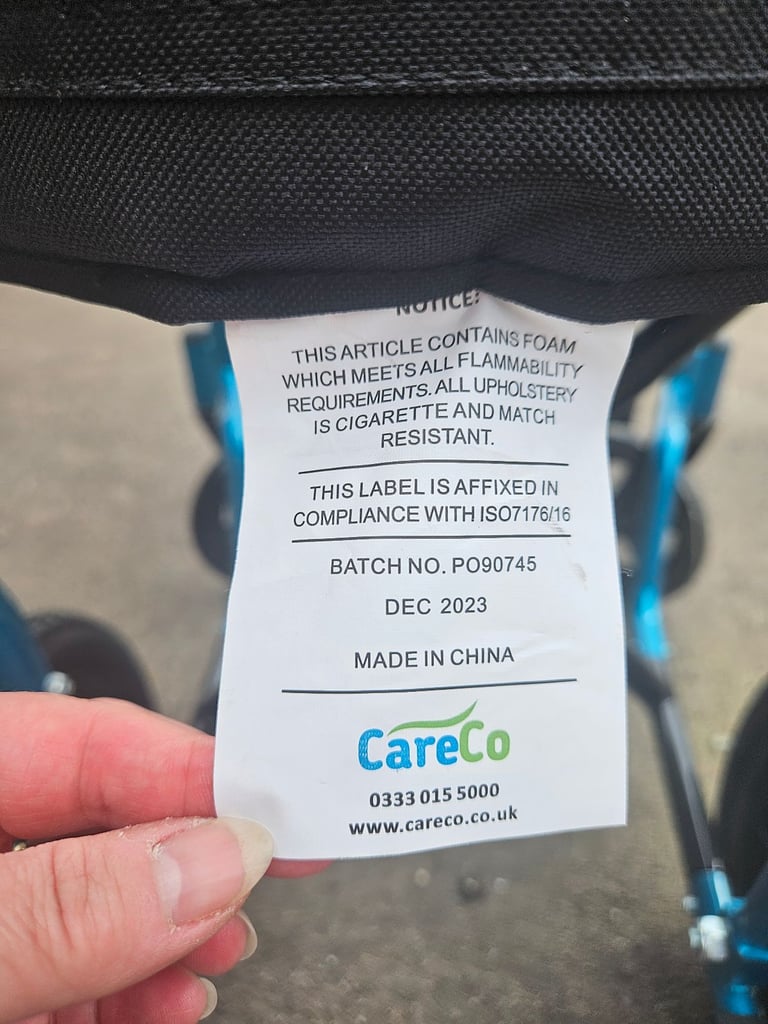 NOTICE:
THIS ARTICLE CONTAINS FOAM
WHICH MEETS ALL FLAMMABILITY
REQUIREMENTS. ALL UPHOLSTERY
IS CIGARETTE AND MATCH
RESISTANT.
THIS LABEL IS AFFIXED IN
COMPLIANCE WITH ISO7176/16
BATCH NO. PO90745
DEC 2023
MADE IN CHINA
CareCo
0333 015 5000
www.careco.co.uk